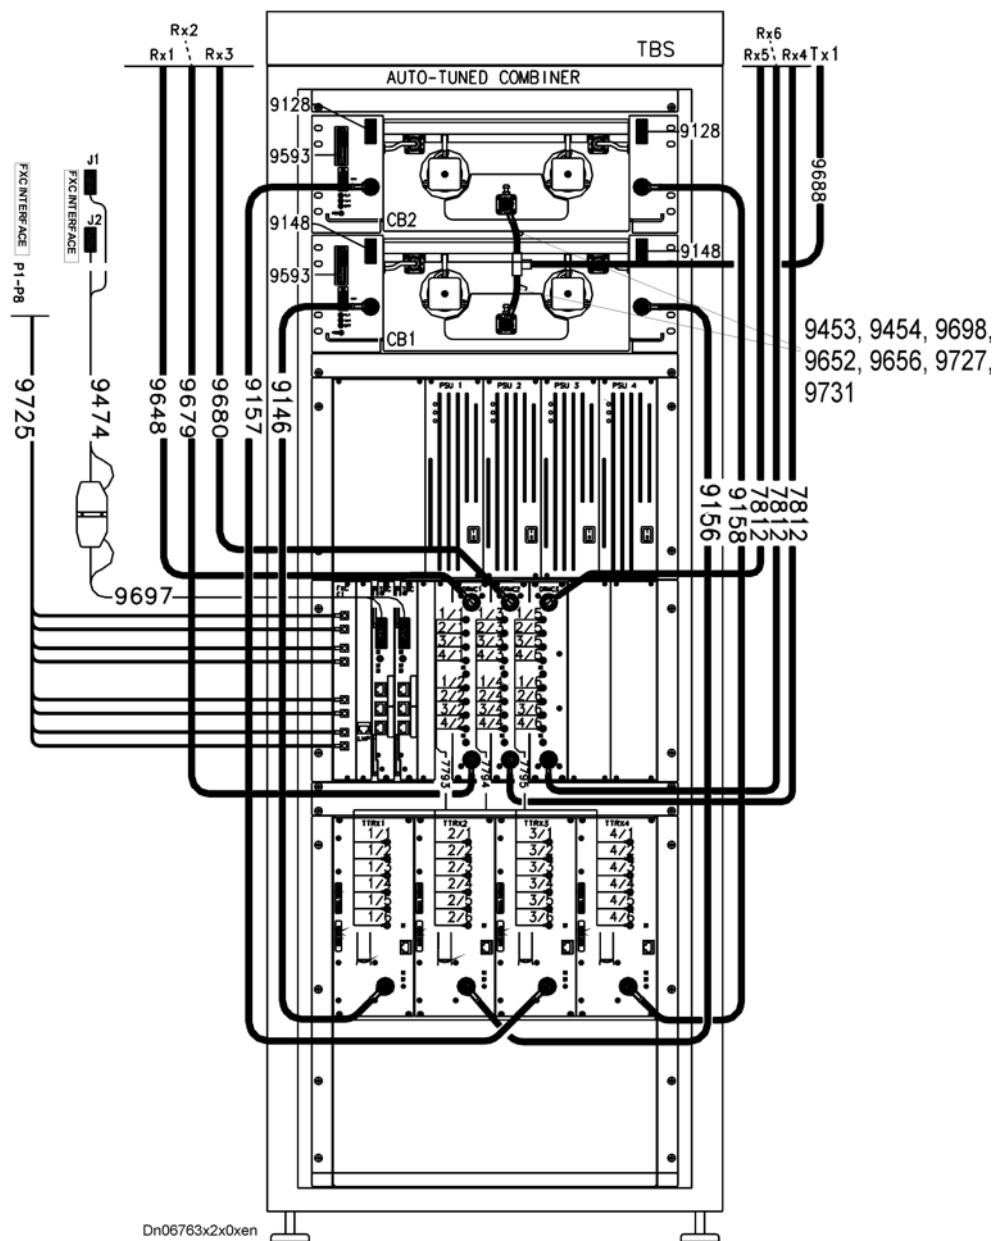 TBS
Rx2
Rx1
Rx3
Rx6
Rx5
Rx4
Tx1
AUTO-TUNED COMBINER
9128
9128
9593
CB2
9688
9148
9148
9593
CB1
J1
FXC INTERFACE
FXC INTERFACE
J2
P1-P8
9453, 9454, 9698,
9652, 9656, 9727,
9731
9725
9474
9648
9679
9680
9157
9146
PSU 1
PSU 2
PSU 3
PSU 4
9156
9158
7812
7812
7812
9697
1/1
2/1
3/1
4/1
1/2
2/2
3/2
4/2
1/3
2/3
3/3
4/3
1/4
2/4
3/4
4/4
1/5
2/5
3/5
4/5
1/6
2/6
3/6
4/6
7793
7794
7795
TTRX1
1/1
1/2
1/3
1/4
1/5
1/6
TTRX2
2/1
2/2
2/3
2/4
2/5
2/6
TTRX3
3/1
3/2
3/3
3/4
3/5
3/6
TTRX4
4/1
4/2
4/3
4/4
4/5
4/6
Dn06763x2x0xen